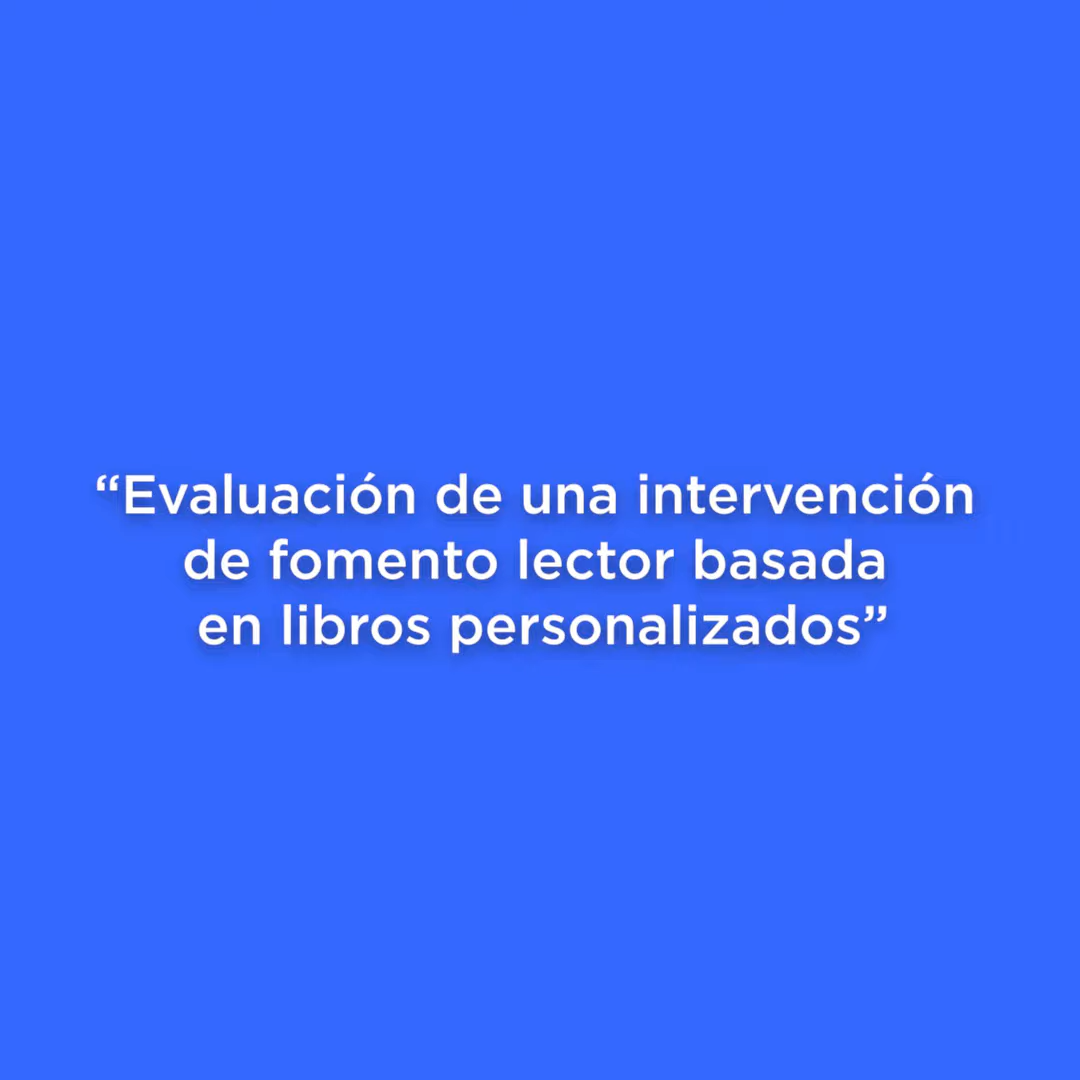 “Evaluación de una intervención
de fomento lector basada
en libros personalizados”